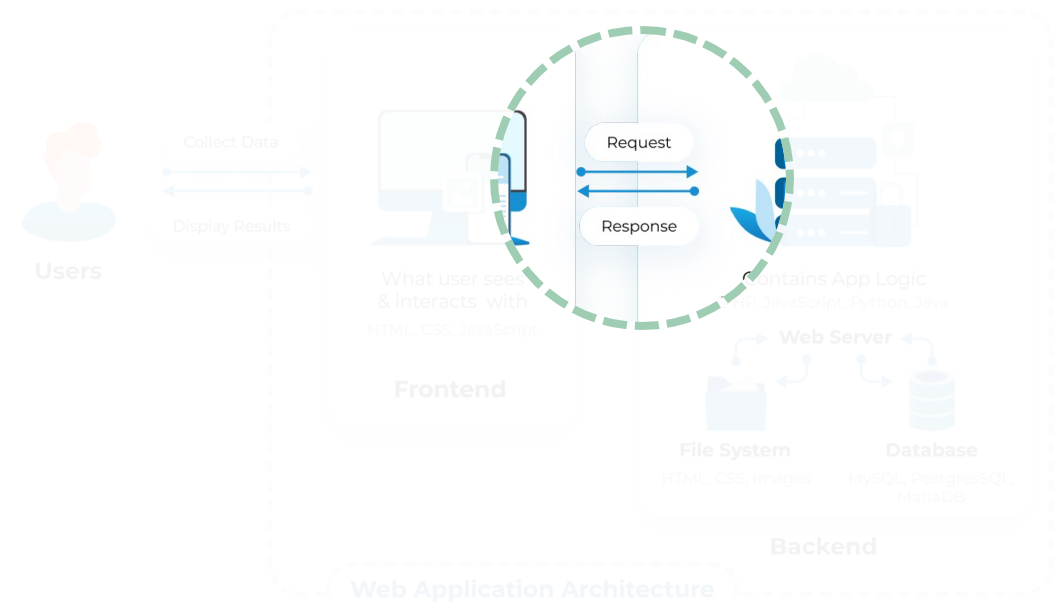 Collect Data
Display Results
Users
Request
Response
What user sees
& interacts with
HTML, CSS, JavaScript
Frontend
Contains App Logic
PHP, JavaScript, Python, Java
Web Server
File System
HTML, CSS, Images
Database
MySQL, PostgresSQL,
MariaDB
Backend
Web Application Architecture